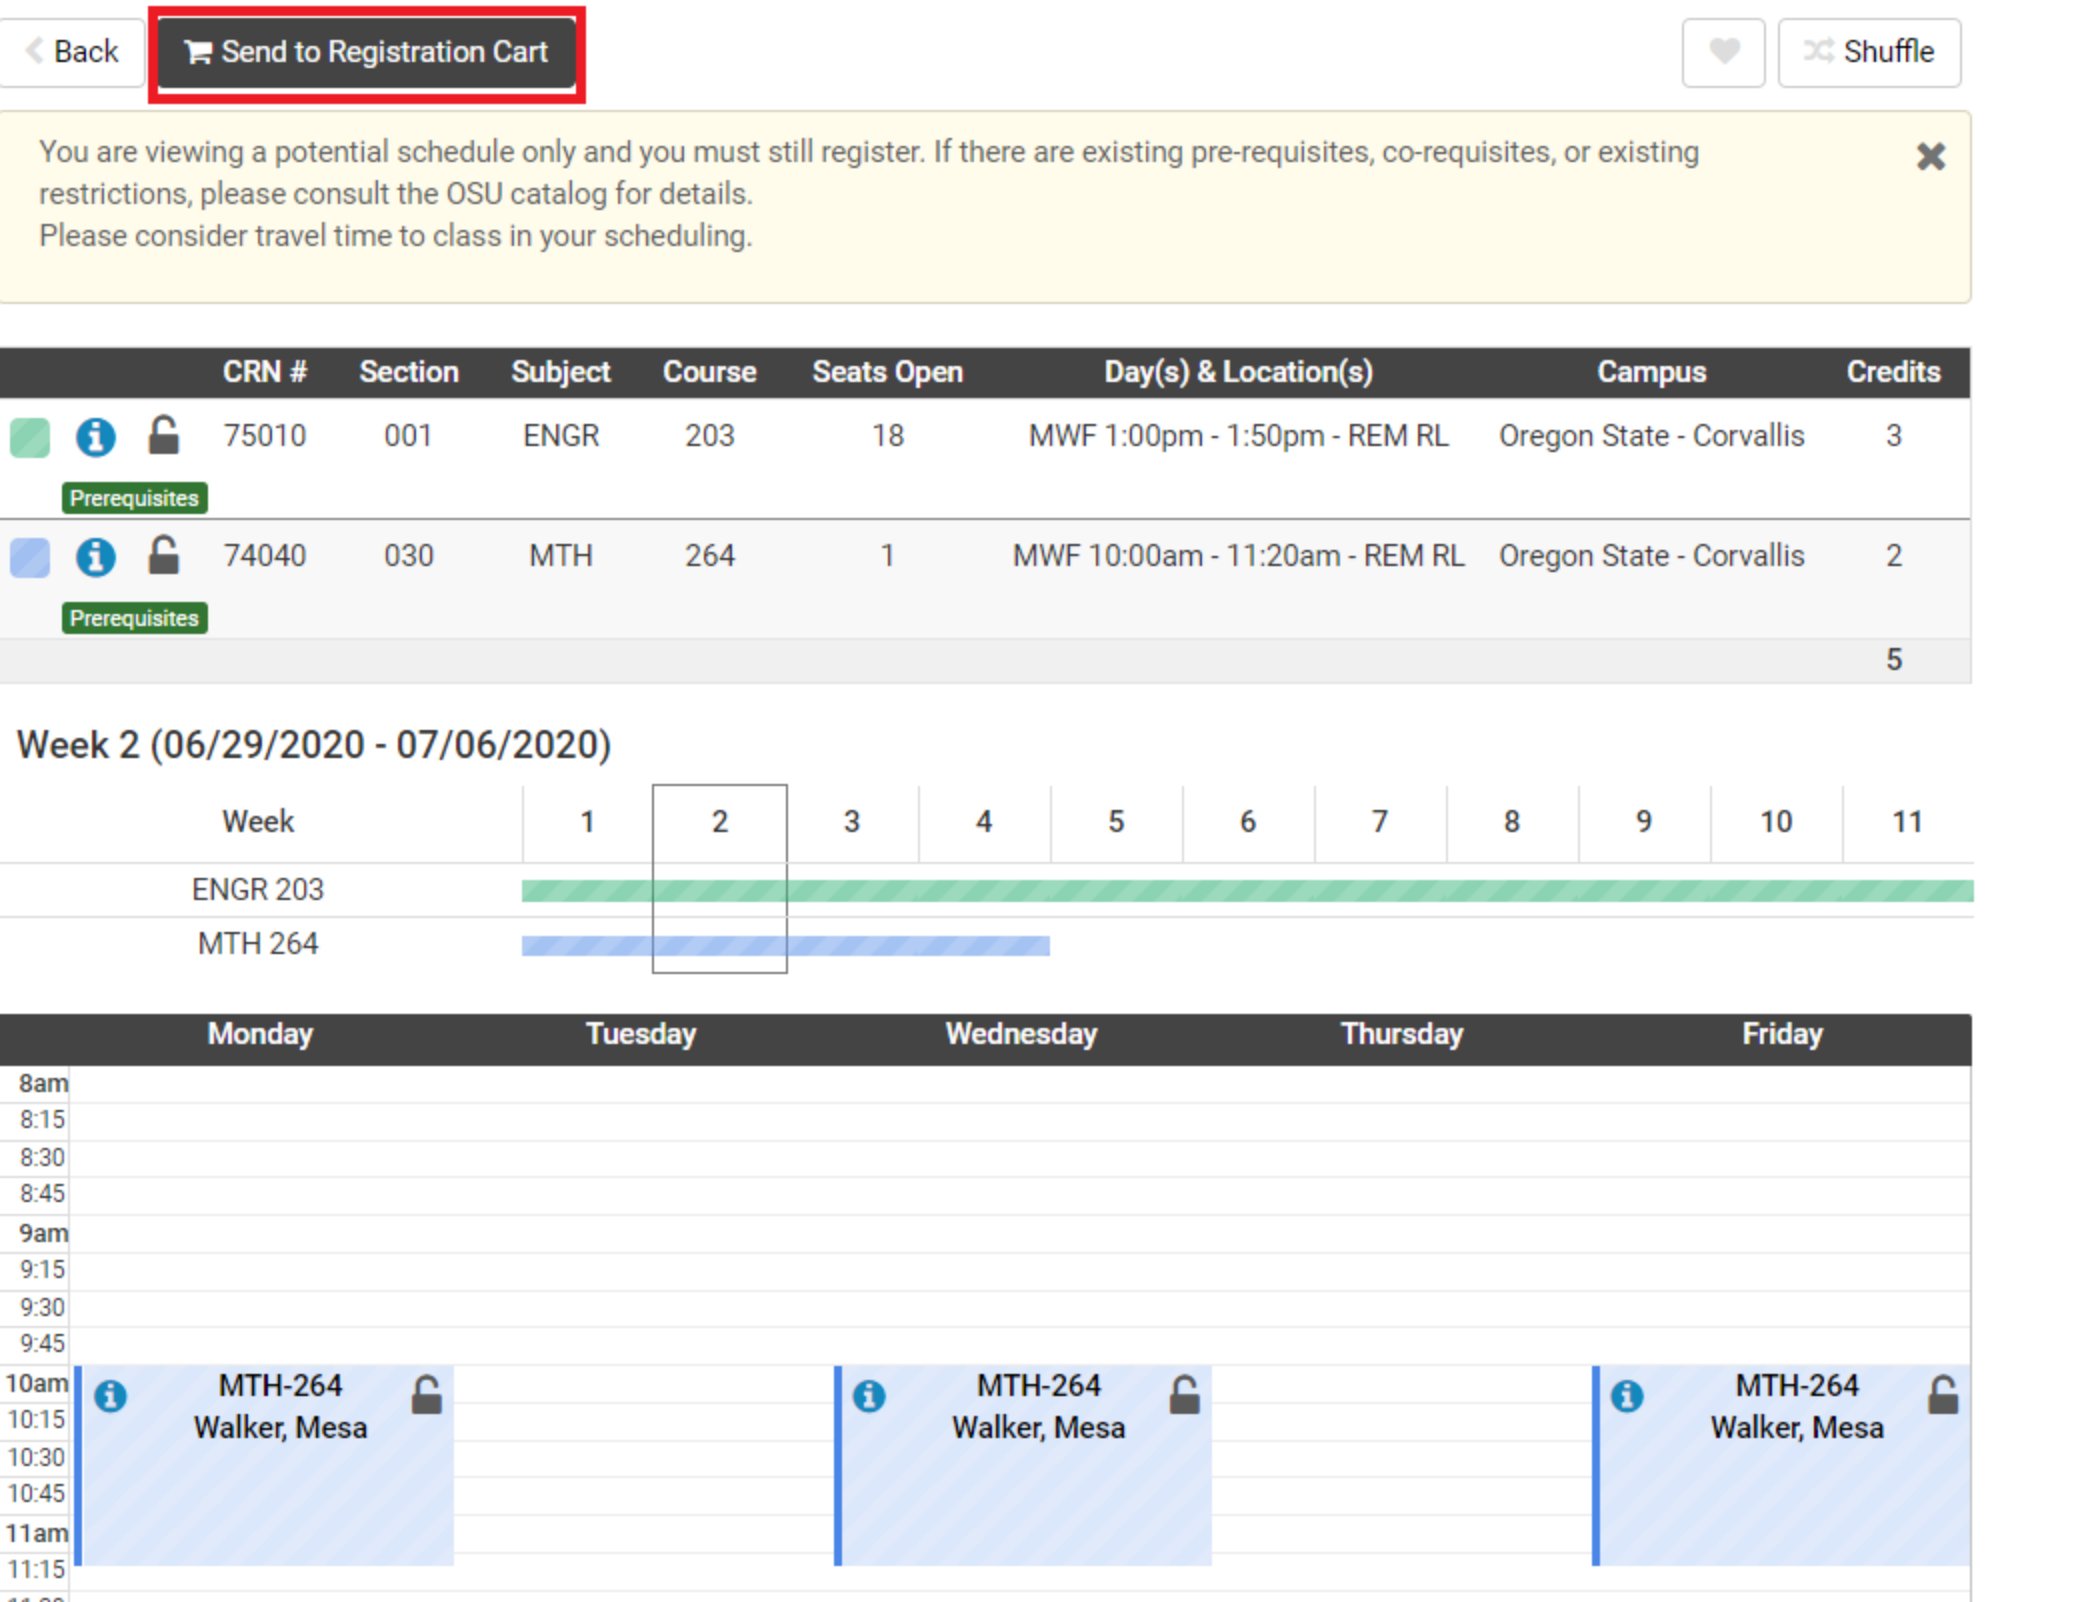 Back
Send to Registration Cart
Shuffle
You are viewing a potential schedule only and you must still register. If there are existing pre-requisites, co-requisites, or existing
restrictions, please consult the OSU catalog for details.
Please consider travel time to class in your scheduling.
CRN # Section Subject Course Seats Open Day(s) & Location(s) Campus Credits
75010 001 ENGR 203 18 MWF 1:00pm - 1:50pm - REM RL Oregon State - Corvallis 3
Prerequisites
74040 030 MTH 264 1 MWF 10:00am - 11:20am - REM RL Oregon State - Corvallis 2
Prerequisites
5
Week 2 (06/29/2020 - 07/06/2020)
Week 1 2 3 4 5 6 7 8 9 10 11
ENGR 203
MTH 264
Monday Tuesday Wednesday Thursday Friday
8am
8:15
8:30
8:45
9am
9:15
9:30
9:45
10am MTH-264 MTH-264 MTH-264
10:15 Walker, Mesa Walker, Mesa Walker, Mesa
10:30
10:45
11am
11:15